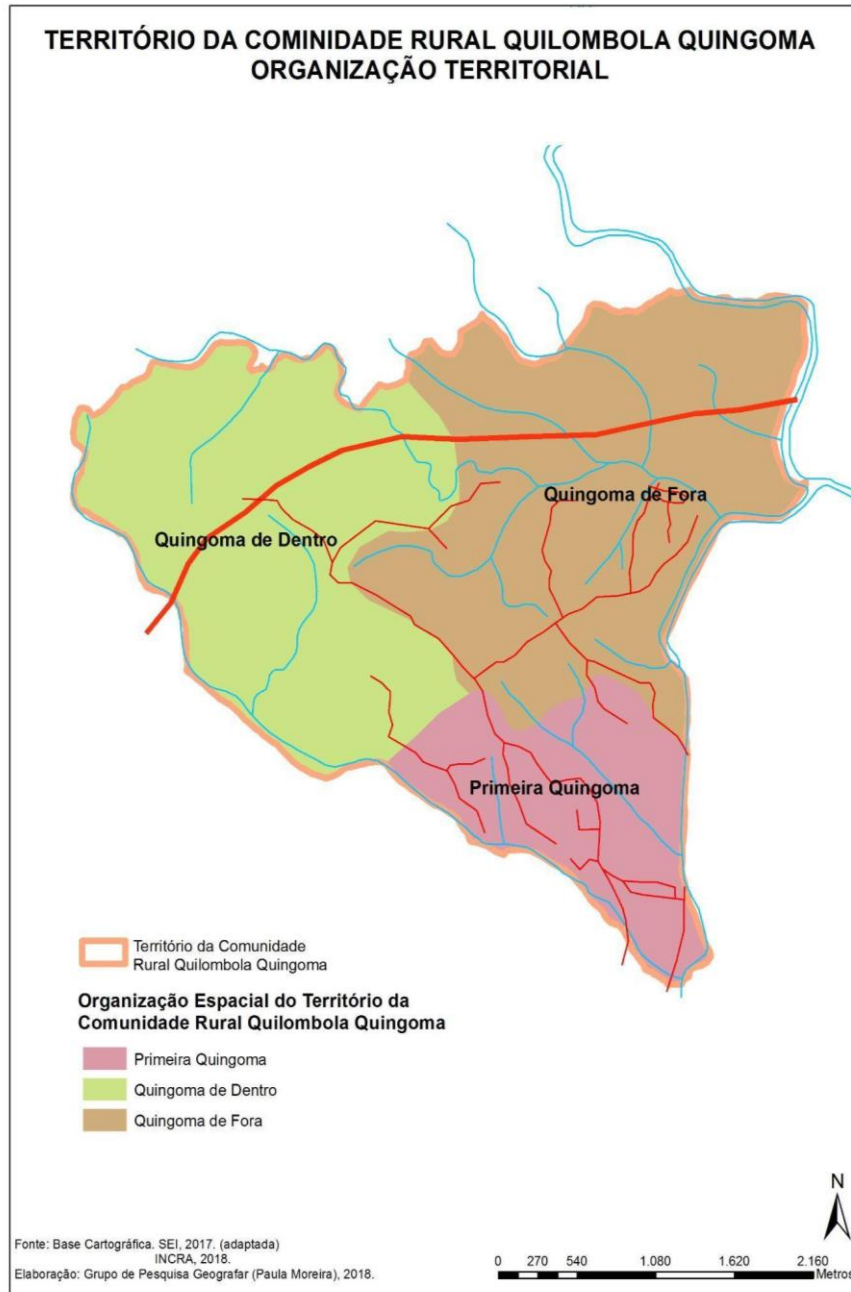 TERRITÓRIO DA COMINIDADE RURAL QUILOMBOLA QUINGOMA
ORGANIZAÇÃO TERRITORIAL
Quingoma de Fora
Quingoma de Dentro
Primeira Quingoma
Território da Comunidade
Rural Quilombola Quingoma
Organização Espacial do Território da
Comunidade Rural Quilombola Quingoma
Primeira Quingoma
Quingoma de Dentro
Quingoma de Fora
N
Fonte: Base Cartográfica. SEI, 2017. (adaptada)
INCRA, 2018.
Elaboração: Grupo de Pesquisa Geografar (Paula Moreira), 2018.
0 270 540 1.080 1.620 2.160
Metros